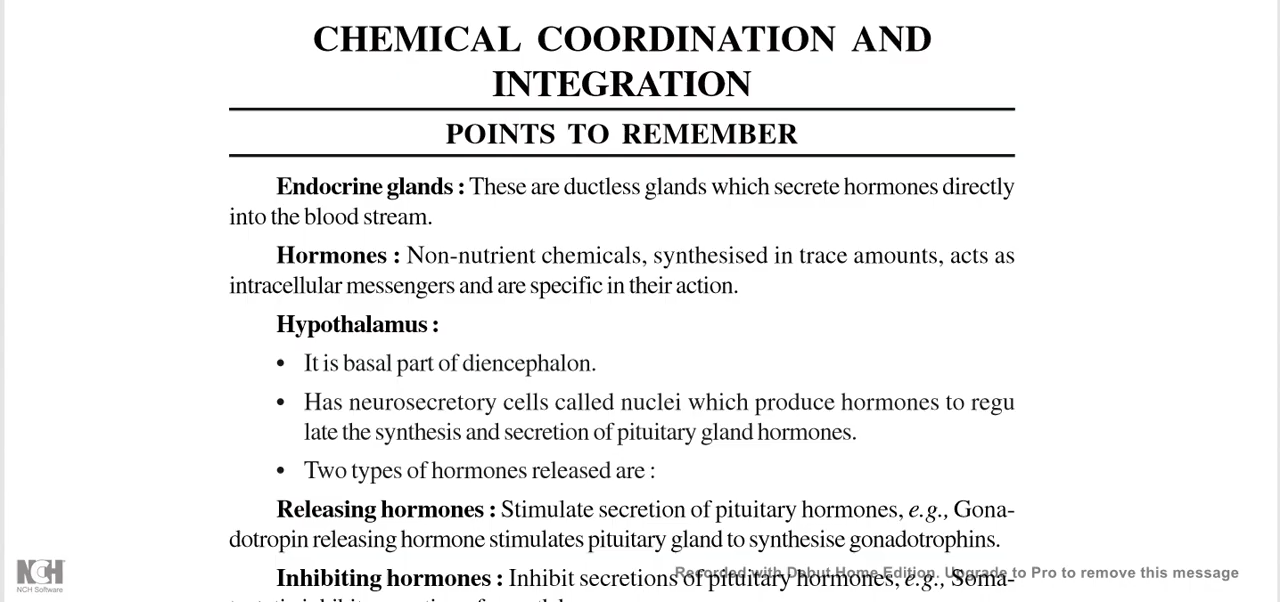 CHEMICAL COORDINATION AND
INTEGRATION
POINTS TO REMEMBER
Endocrine glands : These are ductless glands which secrete hormones directly
into the blood stream.
Hormones : Non-nutrient chemicals, synthesised in trace amounts, acts as
intracellular messengers and are specific in their action.
Hypothalamus :
• It is basal part of diencephalon.
• Has neurosecretory cells called nuclei which produce hormones to regu
late the synthesis and secretion of pituitary gland hormones.
• Two types of hormones released are :
Releasing hormones : Stimulate secretion of pituitary hormones, e.g., Gona-
dotropin releasing hormone stimulates pituitary gland to synthesise gonadotrophins.
Inhibiting hormones : Inhibit secretions of pituitary hormones, e.g., Soma-
Recorded with Debut Home Edition. Upgrade to Pro to remove this message
NCH
NCH Software